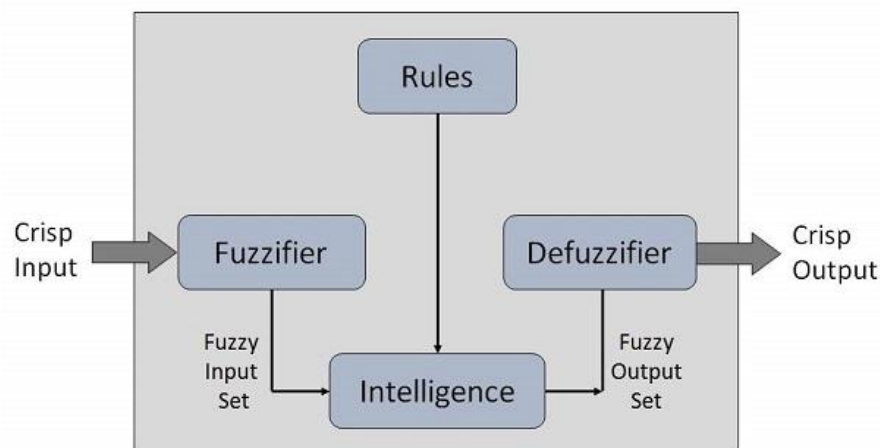 Rules
Crisp
Input
Fuzzifier
Defuzzifier
Crisp
Output
Fuzzy
Input
Set
Intelligence
Fuzzy
Output
Set